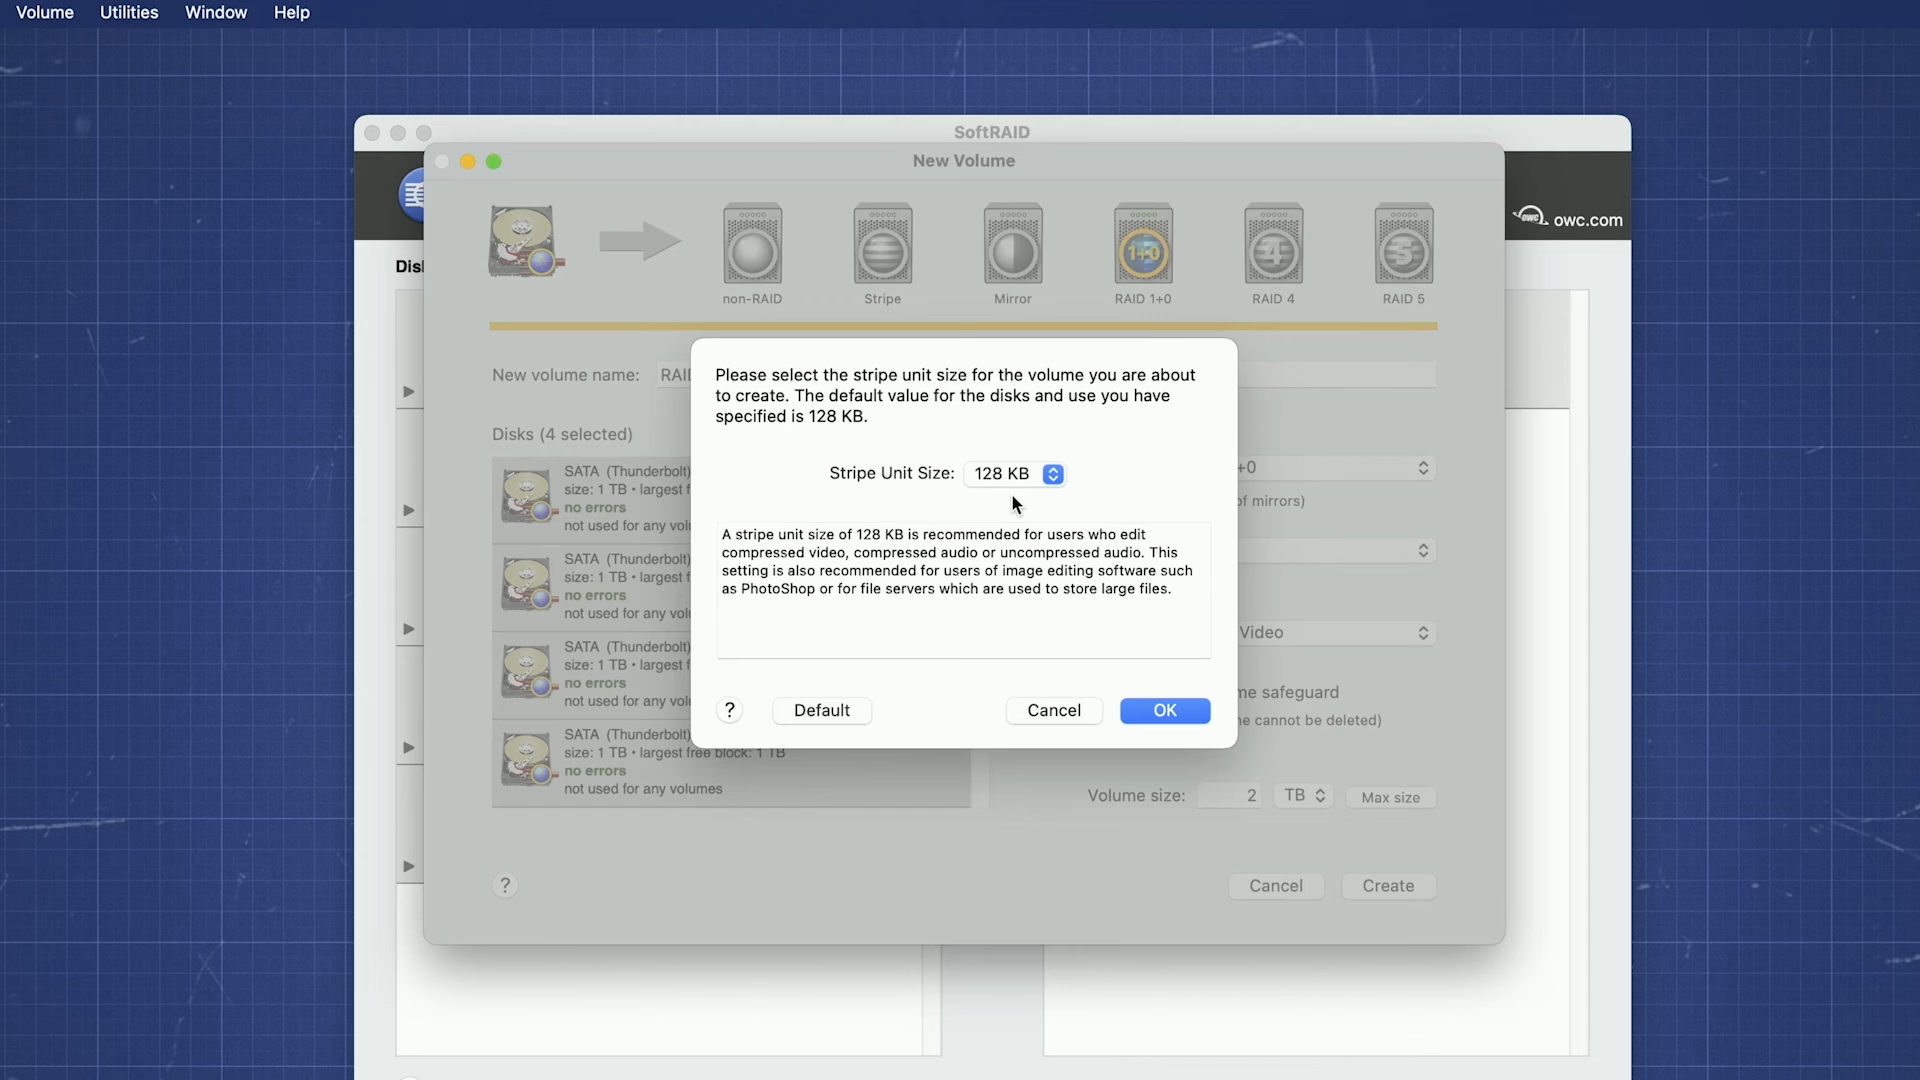 Volume Utilities Window Help
SoftRAID
New Volume
owc.com
non-RAID Stripe Mirror RAID 1+0 RAID 4 RAID 5
New volume name:
Disks (4 selected)
SATA (Thunderbolt)
size: 1 TB • largest
no errors
not used for any
SATA (Thunderbolt)
size: 1 TB • largest
no errors
not used for any
SATA (Thunderbolt)
size: 1 TB • largest
no errors
not used for any
SATA (Thunderbolt)
size: 1 TB • largest free block: 1 TB
no errors
not used for any volumes
Please select the stripe unit size for the volume you are about
to create. The default value for the disks and use you have
specified is 128 KB.
Stripe Unit Size: 128 KB
A stripe unit size of 128 KB is recommended for users who edit
compressed video, compressed audio or uncompressed audio. This
setting is also recommended for users of image editing software such
as PhotoShop or for file servers which are used to store large files.
? Default Cancel OK
+0
of mirrors)
Video
safeguard
cannot be deleted)
Volume size: 2 TB Max size
? Cancel Create